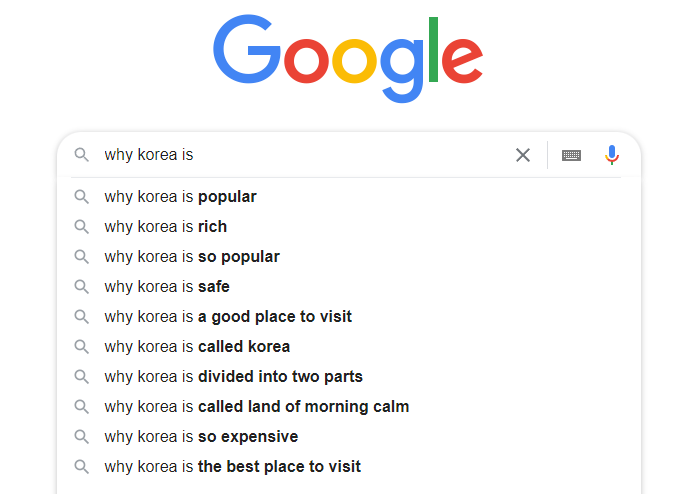 Google
why korea is
why korea is popular
why korea is rich
why korea is so popular
why korea is safe
why korea is a good place to visit
why korea is called korea
why korea is divided into two parts
why korea is called land of morning calm
why korea is so expensive
why korea is the best place to visit